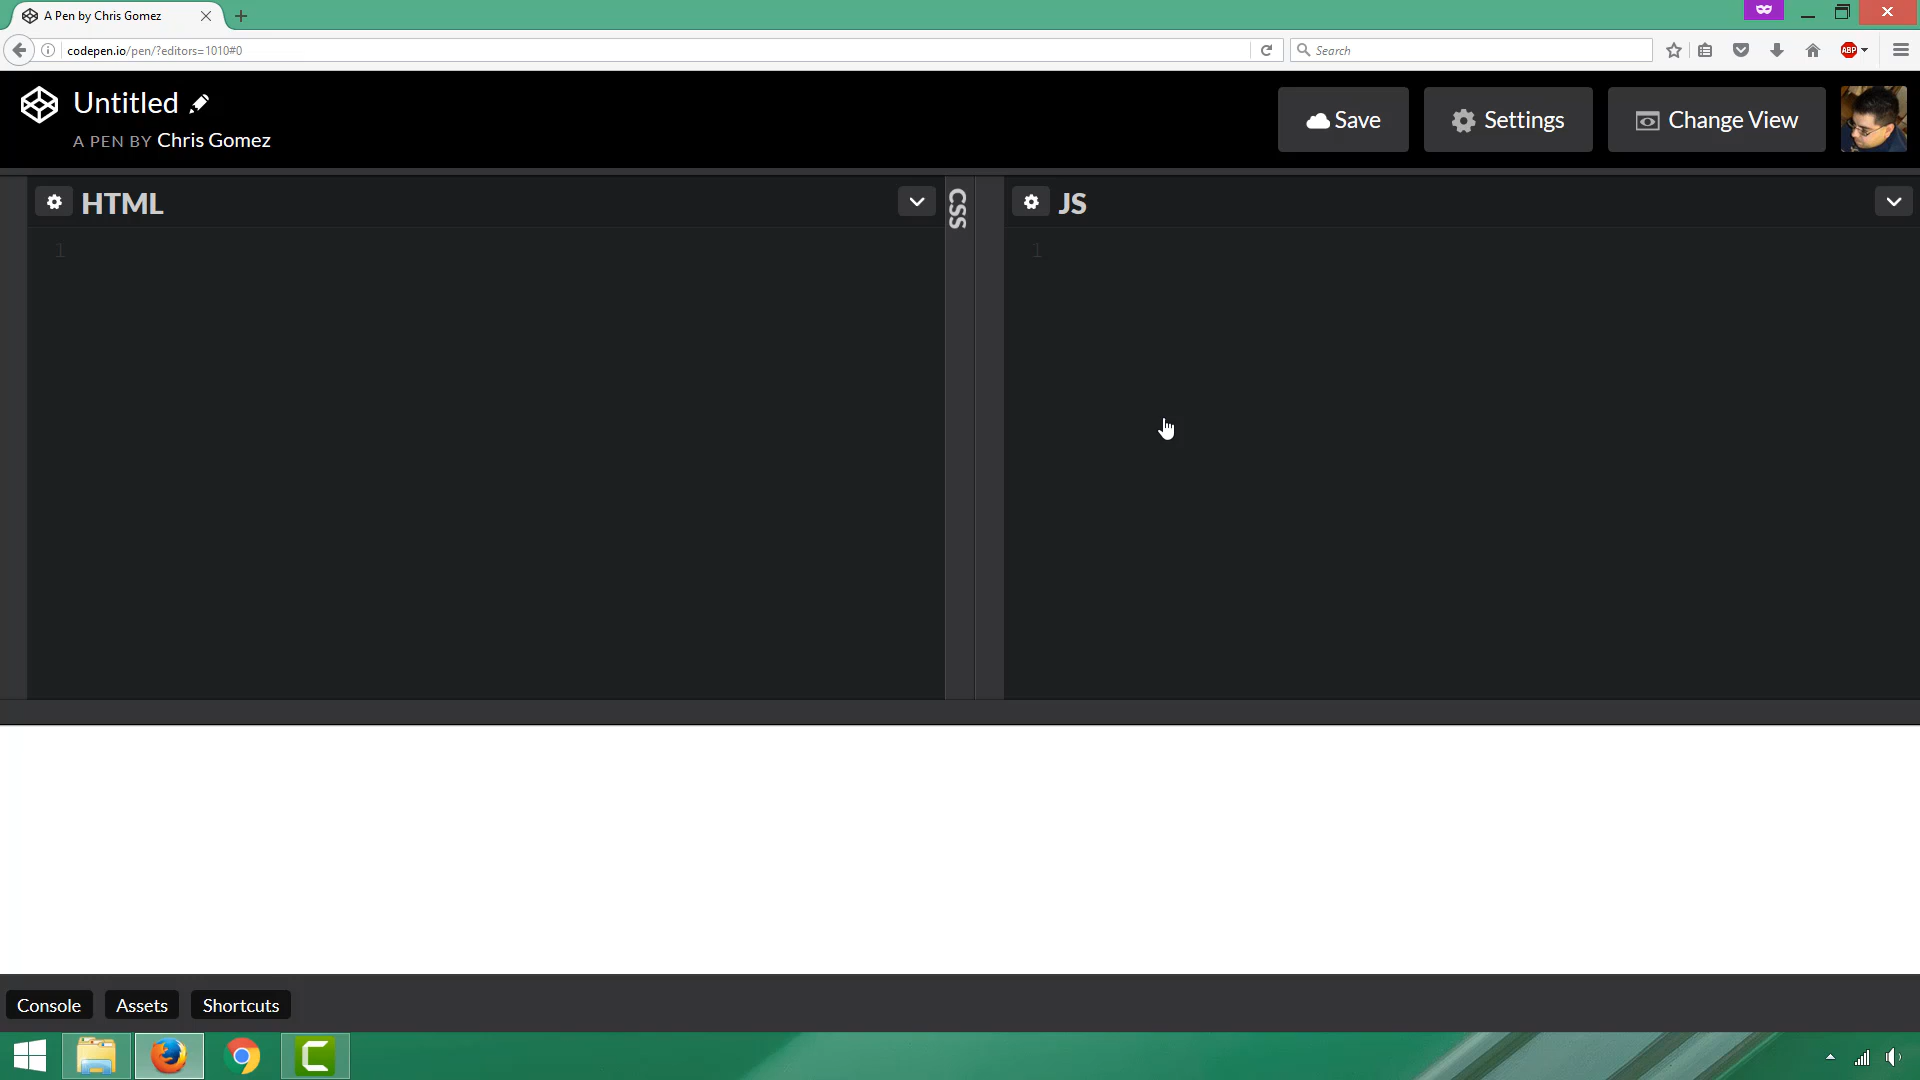 A Pen by Chris Gomez
codepen.io/pen/?editors=1010#0
Search
ABP
Untitled
A PEN BY Chris Gomez
Save
Settings
Change View
HTML
CSS
JS
1
1
Console
Assets
Shortcuts